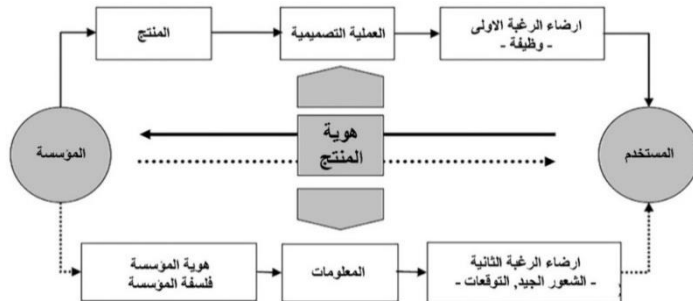 ارضاء الرغبة الاولى
- وظيفة -
العملية التصميمية
المنتج
المؤسسة
هوية
المنتج
المستخدم
هوية المؤسسة
فلسفة المؤسسة
المعلومات
ارضاء الرغبة الثانية
- الشعور الجيد, التوقعات -